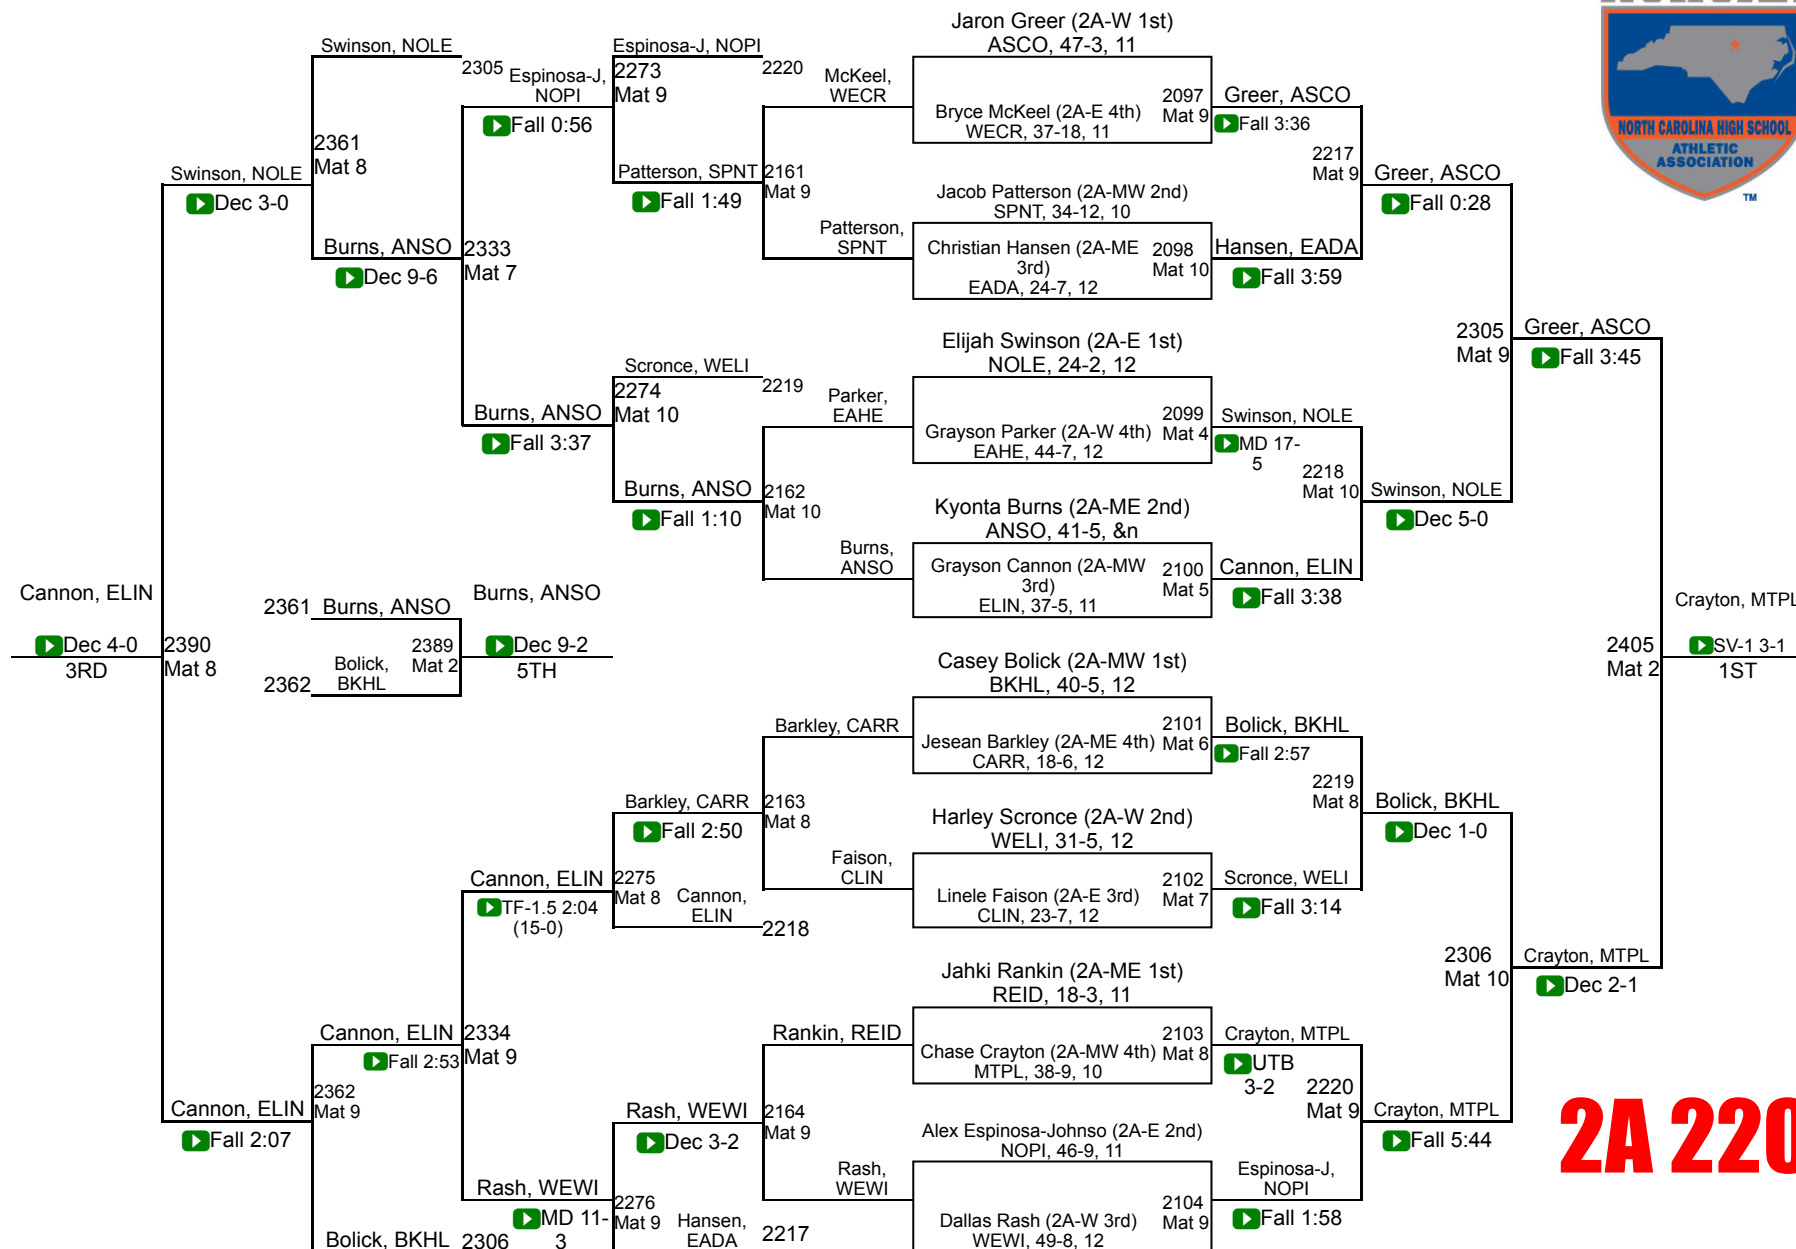 Jaron Greer (2A-W 1st)
ASCO, 47-3, 11
Bryce McKeel (2A-E 4th)
WECR, 37-18, 11
2097
Mat 9
Jacob Patterson (2A-MW 2nd)
SPNT, 34-12, 10
Christian Hansen (2A-ME
3rd)
EADA, 24-7, 12
2098
Mat 10
Elijah Swinson (2A-E 1st)
NOLE, 24-2, 12
Grayson Parker (2A-W 4th)
EAHE, 44-7, 12
2099
Mat 4
Kyonta Burns (2A-ME 2nd)
ANSO, 41-5, &n
Grayson Cannon (2A-MW
3rd)
ELIN, 37-5, 11
2100
Mat 5
Casey Bolick (2A-MW 1st)
BKHL, 40-5, 12
Jesean Barkley (2A-ME 4th)
CARR, 18-6, 12
2101
Mat 6
Harley Scronce (2A-W 2nd)
WELI, 31-5, 12
Linele Faison (2A-E 3rd)
CLIN, 23-7, 12
2102
Mat 7
Jahki Rankin (2A-ME 1st)
REID, 18-3, 11
Chase Crayton (2A-MW 4th)
MTPL, 38-9, 10
2103
Mat 8
Alex Espinosa-Johnso (2A-E 2nd)
NOPI, 46-9, 11
Dallas Rash (2A-W 3rd)
WEWI, 49-8, 12
2104
Mat 9
Greer, ASCO
Fall 3:36
2217
Mat 9
Hansen, EADA
Fall 3:59
Swinson, NOLE
MD 17-
5
2218
Mat 10
Cannon, ELIN
Fall 3:38
Bolick, BKHL
Fall 2:57
2219
Mat 8
Scronce, WELI
Fall 3:14
Crayton, MTPL
UTB
3-2
2220
Mat 9
Espinosa-J,
NOPI
Fall 1:58
Greer, ASCO
Fall 0:28
2305
Mat 9
Swinson, NOLE
Dec 5-0
Bolick, BKHL
Dec 1-0
2306
Mat 10
Crayton, MTPL
Fall 5:44
Greer, ASCO
Fall 3:45
2405
Mat 2
Crayton, MTPL
Dec 2-1
Crayton, MTPL
SV-1 3-1
1ST
McKeel,
WECR
2161
Mat 9
Patterson,
SPNT
Parker,
EAHE
2162
Mat 10
Burns,
ANSO
Barkley, CARR
2163
Mat 8
Faison,
CLIN
Rankin, REID
2164
Mat 9
Rash,
WEWI
Espinosa-J, NOPI
2220
2273
Mat 9
Patterson, SPNT
Fall 1:49
Scronce, WELI
2219
2274
Mat 10
Burns, ANSO
Fall 1:10
Barkley, CARR
Fall 2:50
2275
Mat 8
Cannon,
ELIN
2218
Rash, WEWI
Dec 3-2
2276
Mat 9
Hansen,
EADA
2217
Espinosa-J,
NOPI
Fall 0:56
2333
Mat 7
Burns, ANSO
Fall 3:37
Cannon, ELIN
TF-1.5 2:04
(15-0)
2334
Mat 9
Rash, WEWI
MD 11-
3
Swinson, NOLE
2305
2361
Mat 8
Burns, ANSO
Dec 9-6
Cannon, ELIN
Fall 2:53
2362
Mat 9
Bolick, BKHL
2306
Swinson, NOLE
Dec 3-0
Cannon, ELIN
Fall 2:07
2390
Mat 8
Cannon, ELIN
Dec 4-0
3RD
2361
Burns, ANSO
2389
Mat 2
2362
Bolick,
BKHL
Burns, ANSO
Dec 9-2
5TH
NORTH CAROLINA HIGH SCHOOL
ATHLETIC
ASSOCIATION
TM
2A 220